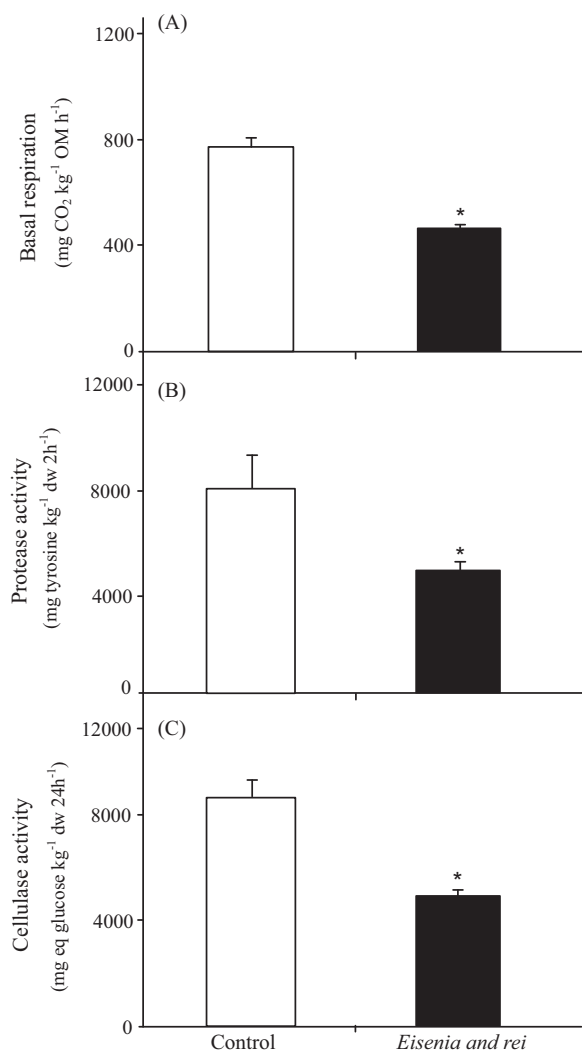 (A)
1200
800
400
0
Basal respiration
(mg CO₂ kg⁻¹ OM h⁻¹)
*
(B)
12000
8000
4000
0
Protease activity
(mg tyrosine kg⁻¹ dw 2h⁻¹)
*
(C)
12000
8000
4000
0
Cellulase activity
(mg eq glucose kg⁻¹ dw 24h⁻¹)
*
Control
Eisenia and rei